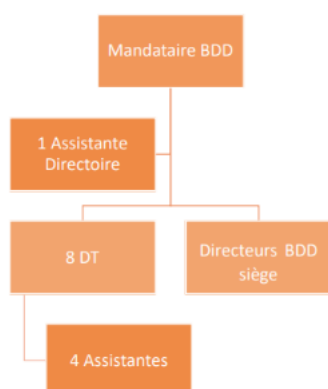 Mandataire BDD
1 Assistante
Directoire
8 DT
Directeurs BDD
siège
4 Assistantes